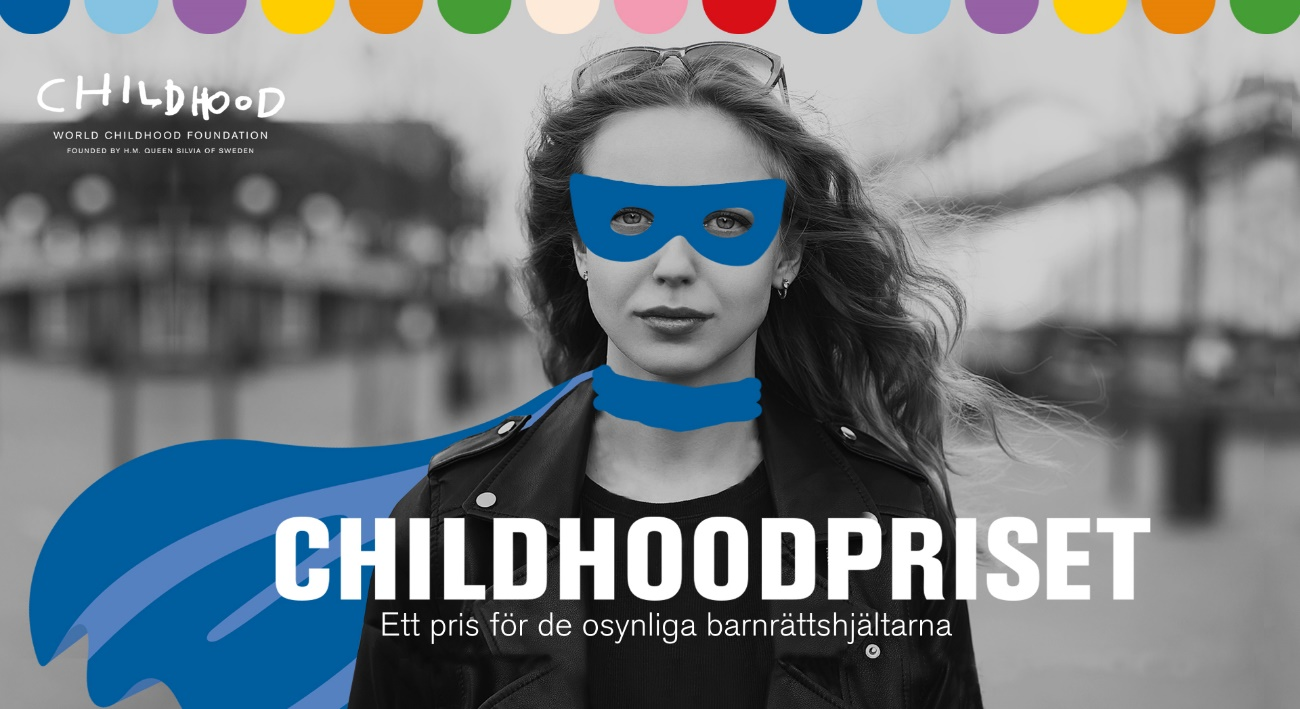 CHILDHOOD
WORLD CHILDHOOD FOUNDATION
FOUNDED BY H.M. QUEEN SILVIA OF SWEDEN
CHILDHOODPRISET
Ett pris för de osynliga barnrättshjältarna